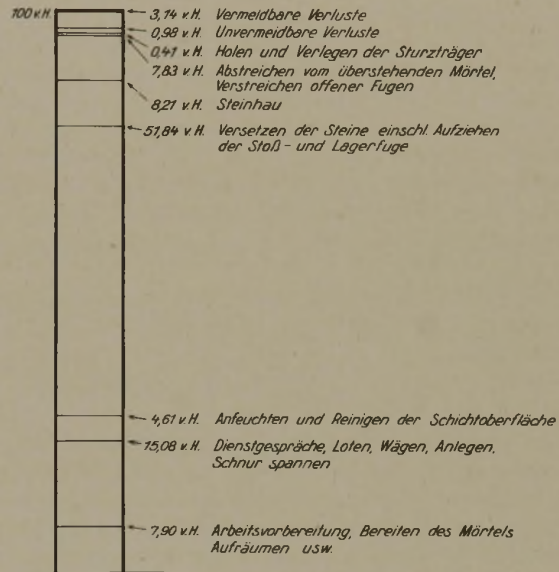 100 v.H.
3,14 v.H. Vermeidbare Verluste
0,98 v.H. Unvermeidbare Verluste
0,41 v.H. Holen und Verlegen der Sturzträger
7,83 v.H. Abstreichen vom überstehenden Mörtel,
Verstreichen offener Fugen
8,21 v.H. Steinhau
51,84 v.H. Versetzen der Steine einschl. Aufziehen
der Stoß- und Lagerfuge
4,61 v.H. Anfeuchten und Reinigen der Schichtoberfläche
15,08 v.H. Dienstgespräche, Loten, Wägen, Anlegen,
Schnur spannen
7,90 v.H. Arbeitsvorbereitung, Bereiten des Mörtels
Aufräumen usw.